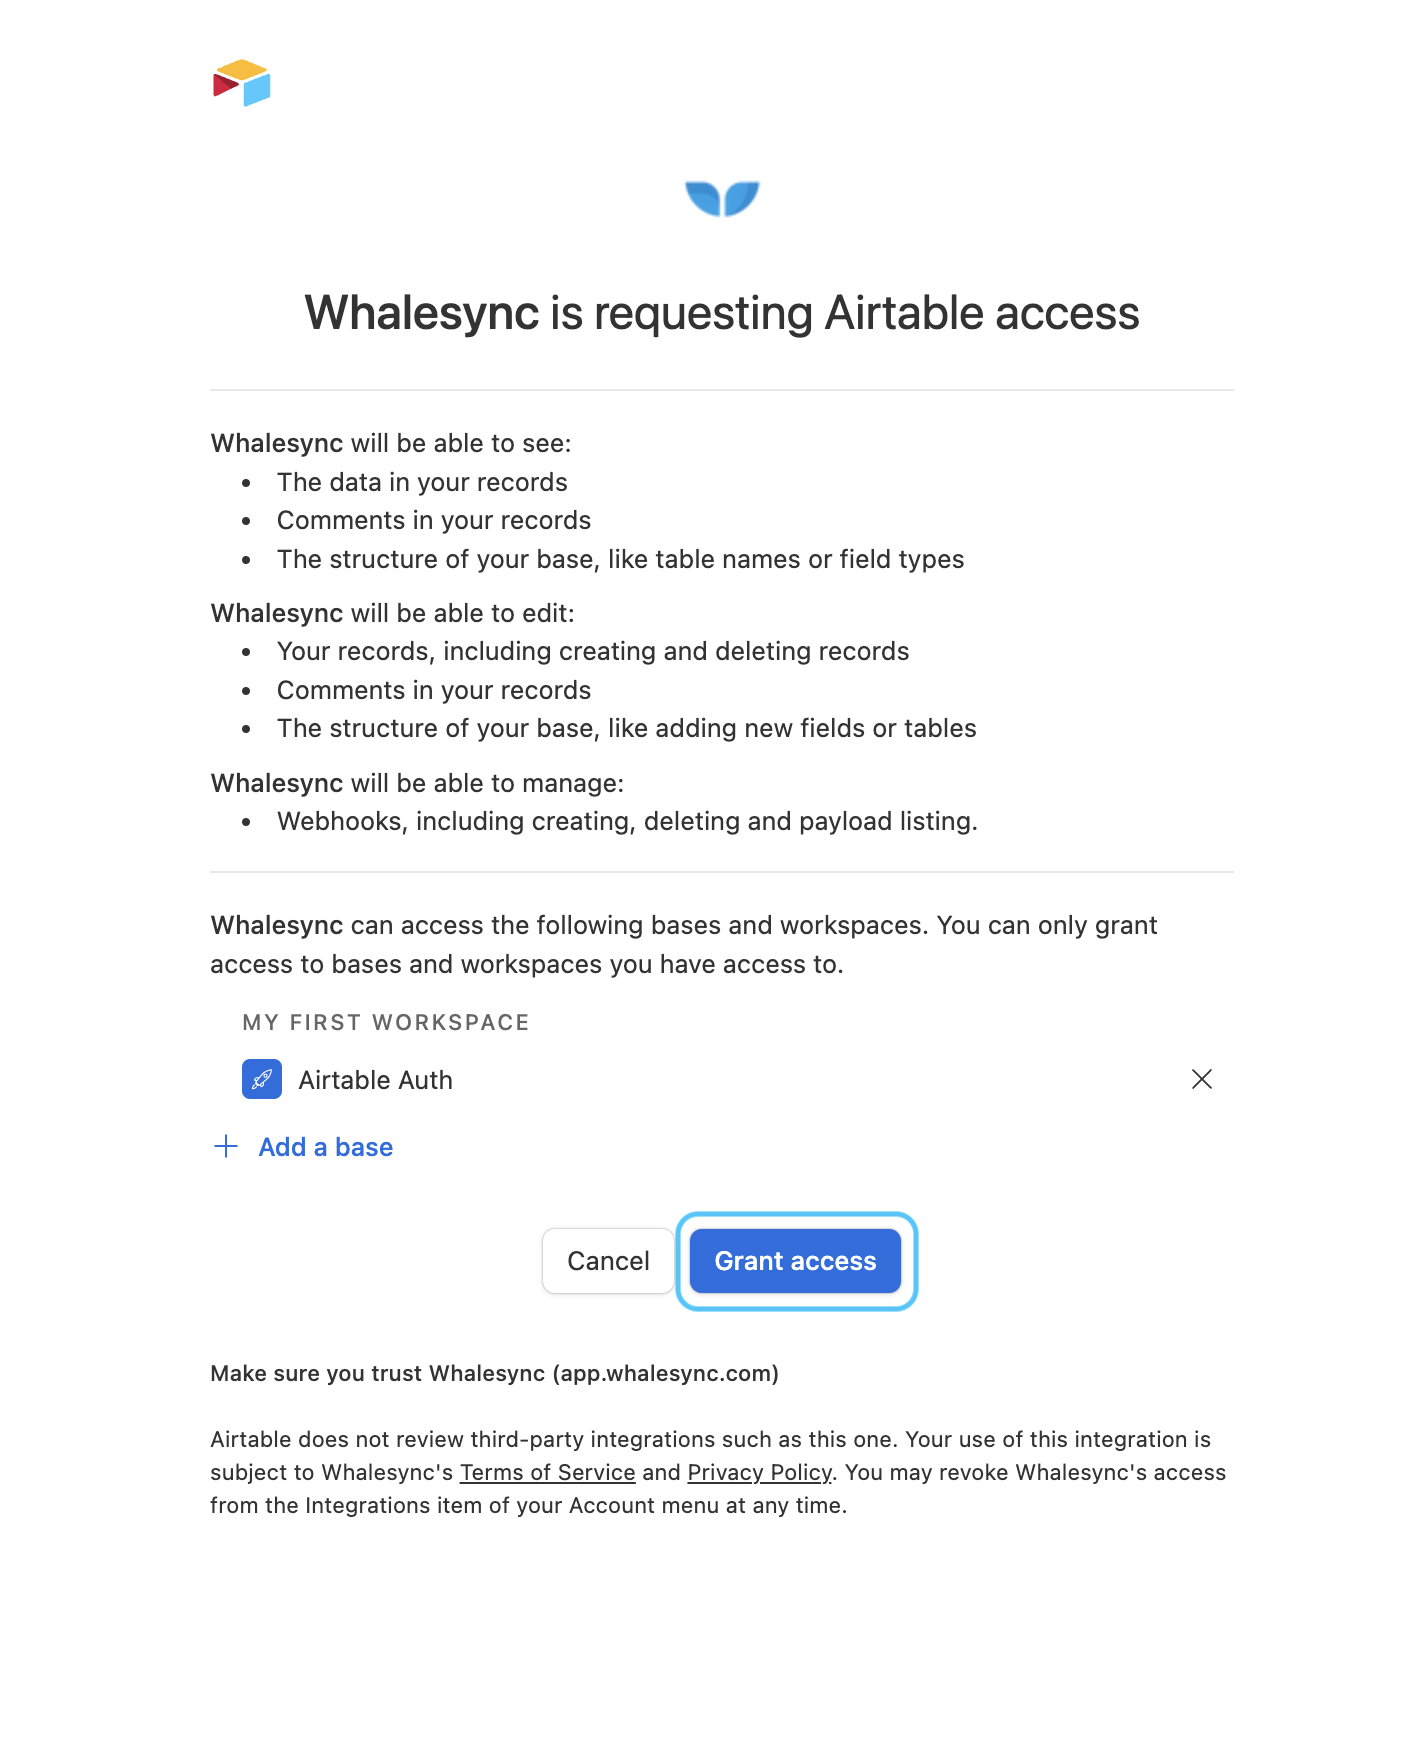 Whalesync is requesting Airtable access
Whalesync will be able to see:
• The data in your records
• Comments in your records
• The structure of your base, like table names or field types
Whalesync will be able to edit:
• Your records, including creating and deleting records
• Comments in your records
• The structure of your base, like adding new fields or tables
Whalesync will be able to manage:
• Webhooks, including creating, deleting and payload listing.
Whalesync can access the following bases and workspaces. You can only grant
access to bases and workspaces you have access to.
MY FIRST WORKSPACE
Airtable Auth
Add a base
Cancel
Grant access
Make sure you trust Whalesync (app.whalesync.com)
Airtable does not review third-party integrations such as this one. Your use of this integration is
subject to Whalesync's Terms of Service and Privacy Policy. You may revoke Whalesync's access
from the Integrations item of your Account menu at any time.